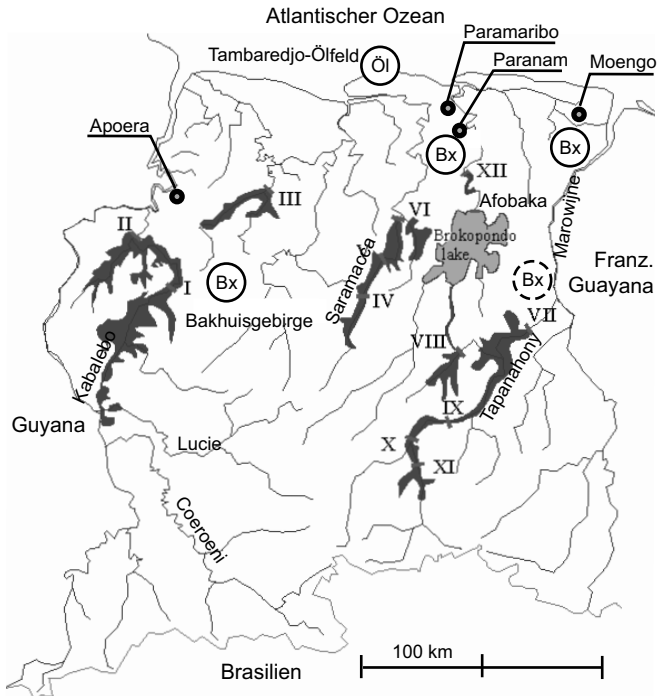 Atlantischer Ozean
Paramaribo
Tambaredjo-Ölfeld
Öl
Paranam
Moengo
Apoera
Bx
Bx
XII
III
Afobaka
Marowijne
II
VI
V
Brokopondo
lake
Franz.
Guayana
I
Bx
Bx
Saramacca
IV
Bakhuisgebirge
VII
Kabalebo
VIII
Tapanahony
Guyana
IX
Lucie
X
XI
Coeroeni
100 km
Brasilien